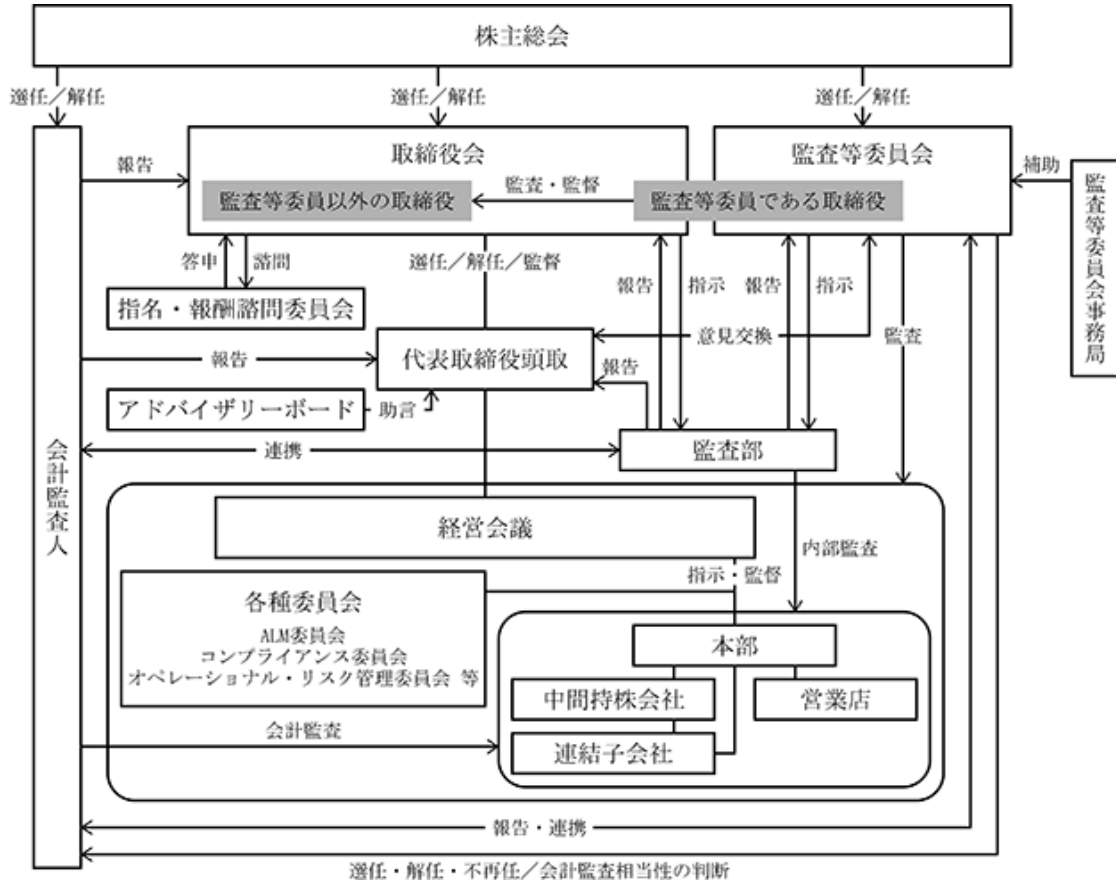 株主総会
選任／解任
選任／解任
選任／解任
取締役会
監査等委員会
報告
補助
監査・監督
監査等委員以外の取締役
監査等委員である取締役
監査等委員会事務局
答申
諮問
選任／解任／監督
報告
指示
報告
指示
指名・報酬諮問委員会
意見交換
監査
代表取締役頭取
報告
報告
アドバイザリーボード
助言
会計監査人
連携
監査部
経営会議
内部監査
指示・監督
各種委員会
ALM委員会
コンプライアンス委員会
オペレーショナル・リスク管理委員会 等
本部
中間持株会社
営業店
会計監査
連結子会社
報告・連携
選任・解任・不再任／会計監査相当性の判断